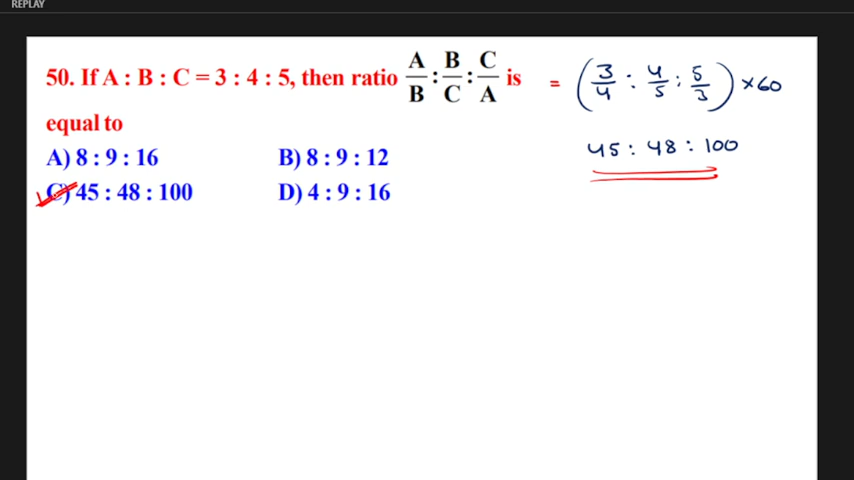 REPLAY
50. If A : B : C = 3 : 4 : 5, then ratio A/B : B/C : C/A is = (3/4 : 4/5 : 5/3) ×60
equal to
A) 8 : 9 : 16 B) 8 : 9 : 12 45 : 48 : 100
C) 45 : 48 : 100 D) 4 : 9 : 16